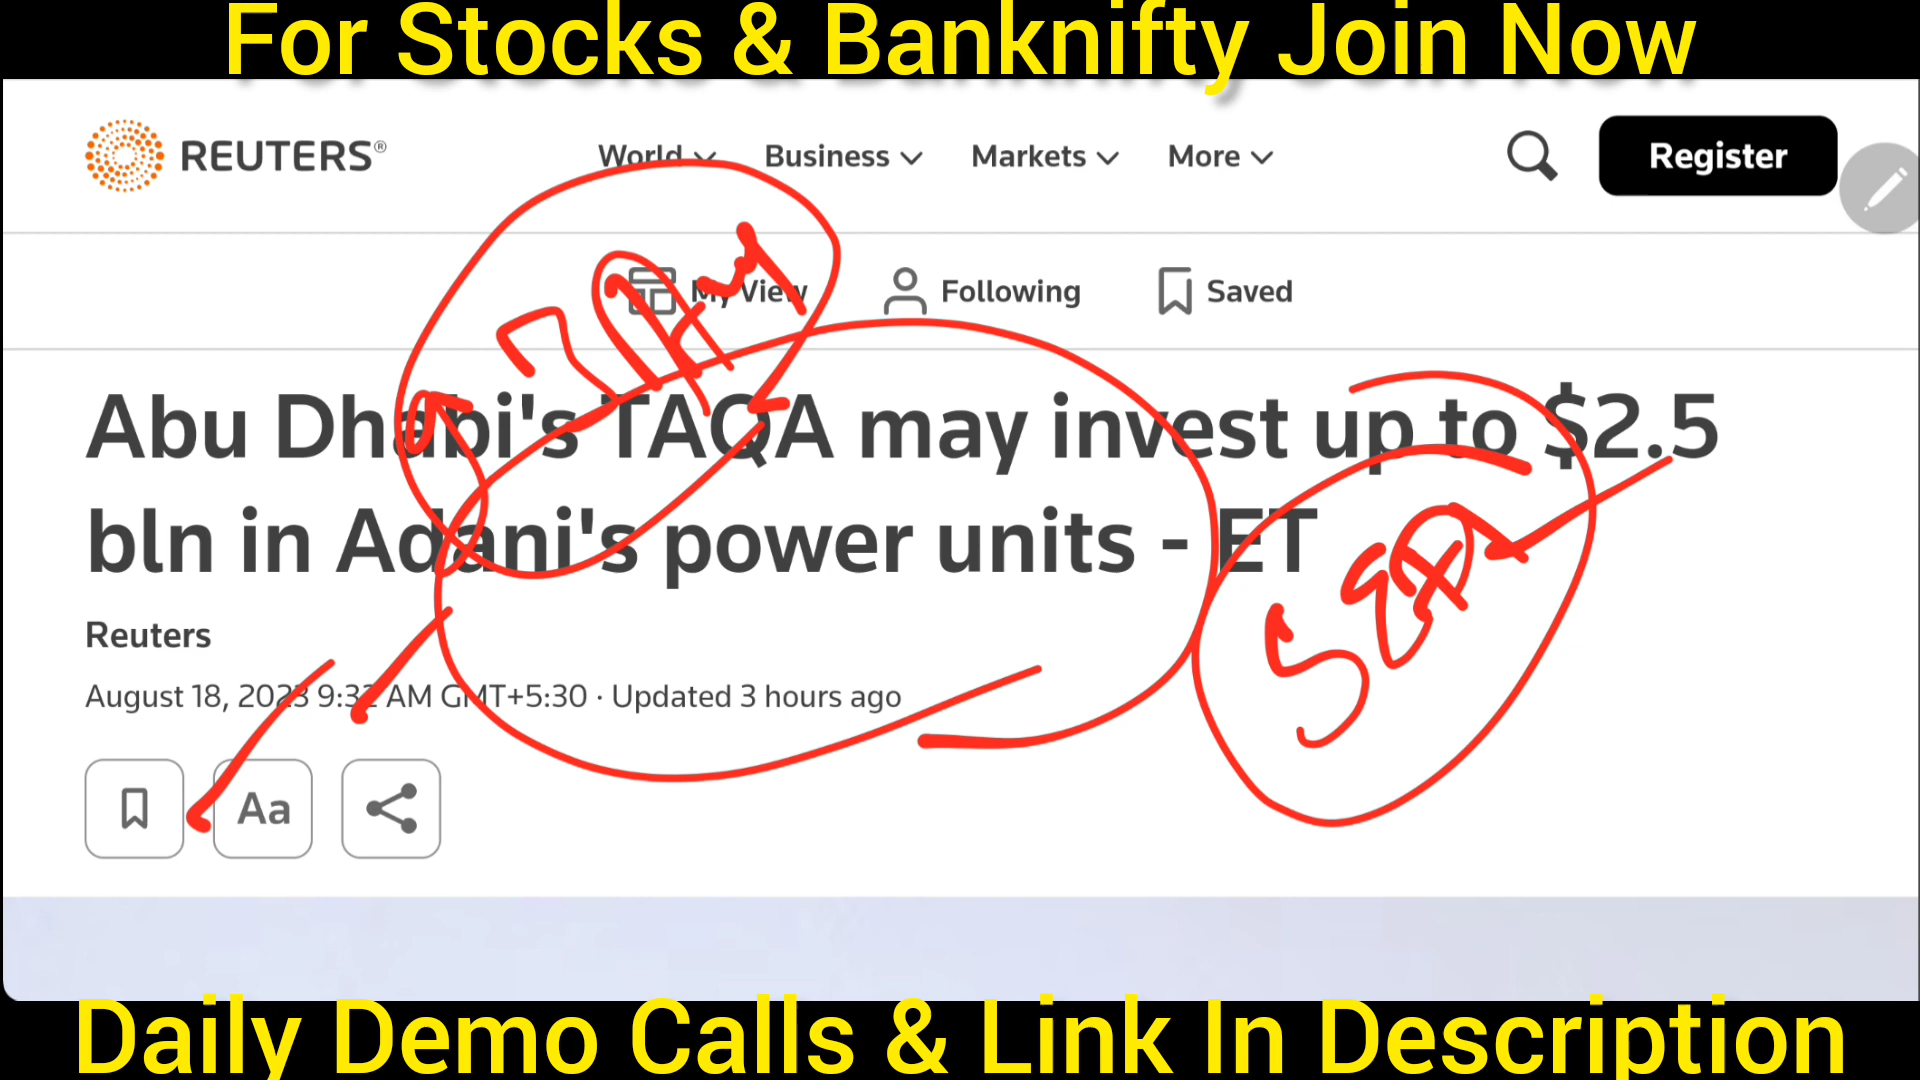 For Stocks & Banknifty Join Now
REUTERS®
World Business Markets More Register
My View Following Saved
Abu Dhabi's TAQA may invest up to $2.5
bln in Adani's power units - ET
Reuters
August 18, 2023 9:32 AM GMT+5:30 · Updated 3 hours ago
Aa
Daily Demo Calls & Link In Description